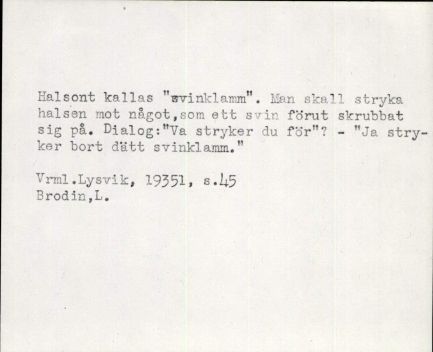 Halsont kallas "svinklamm". Man skall stryka
halsen mot något,som ett svin förut skrubbat
sig på. Dialog:"Va stryker du för"? - "Ja stry-
ker bort dätt svinklamm."
Vrml.Lysvik, 19351, s.45
Brodin,L.